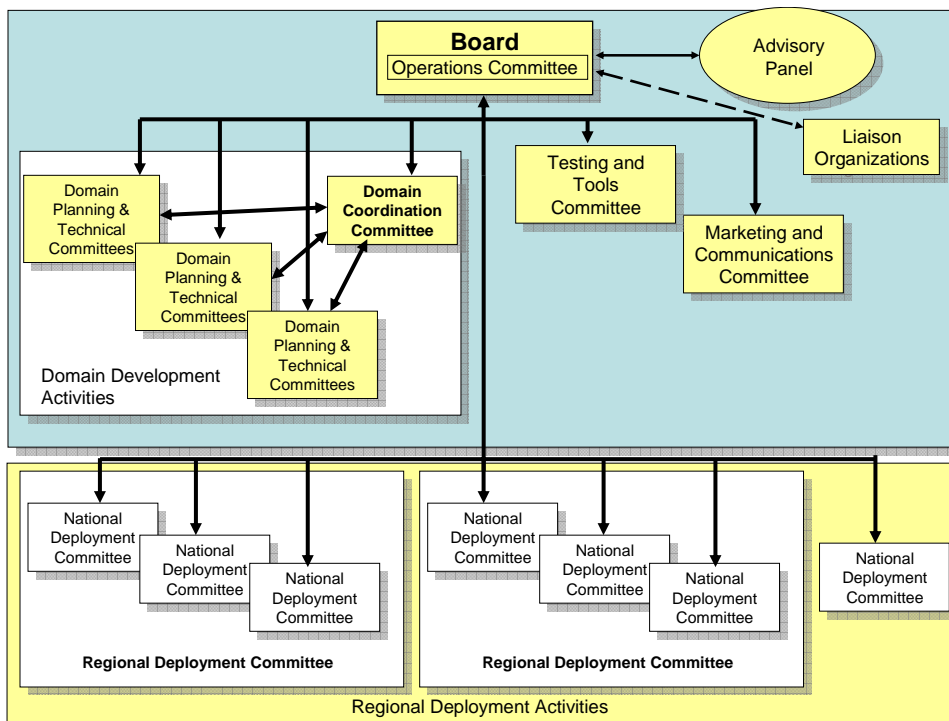 Board
Operations Committee
Advisory
Panel
Liaison
Organizations
Testing and
Tools
Committee
Marketing and
Communications
Committee
Domain
Planning &
Technical
Committees
Domain
Coordination
Committee
Domain
Planning &
Technical
Committees
Domain
Planning &
Technical
Committees
Domain Development
Activities
National
Deployment
Committee
National
Deployment
Committee
National
Deployment
Committee
Regional Deployment Committee
National
Deployment
Committee
National
Deployment
Committee
National
Deployment
Committee
Regional Deployment Committee
National
Deployment
Committee
Regional Deployment Activities